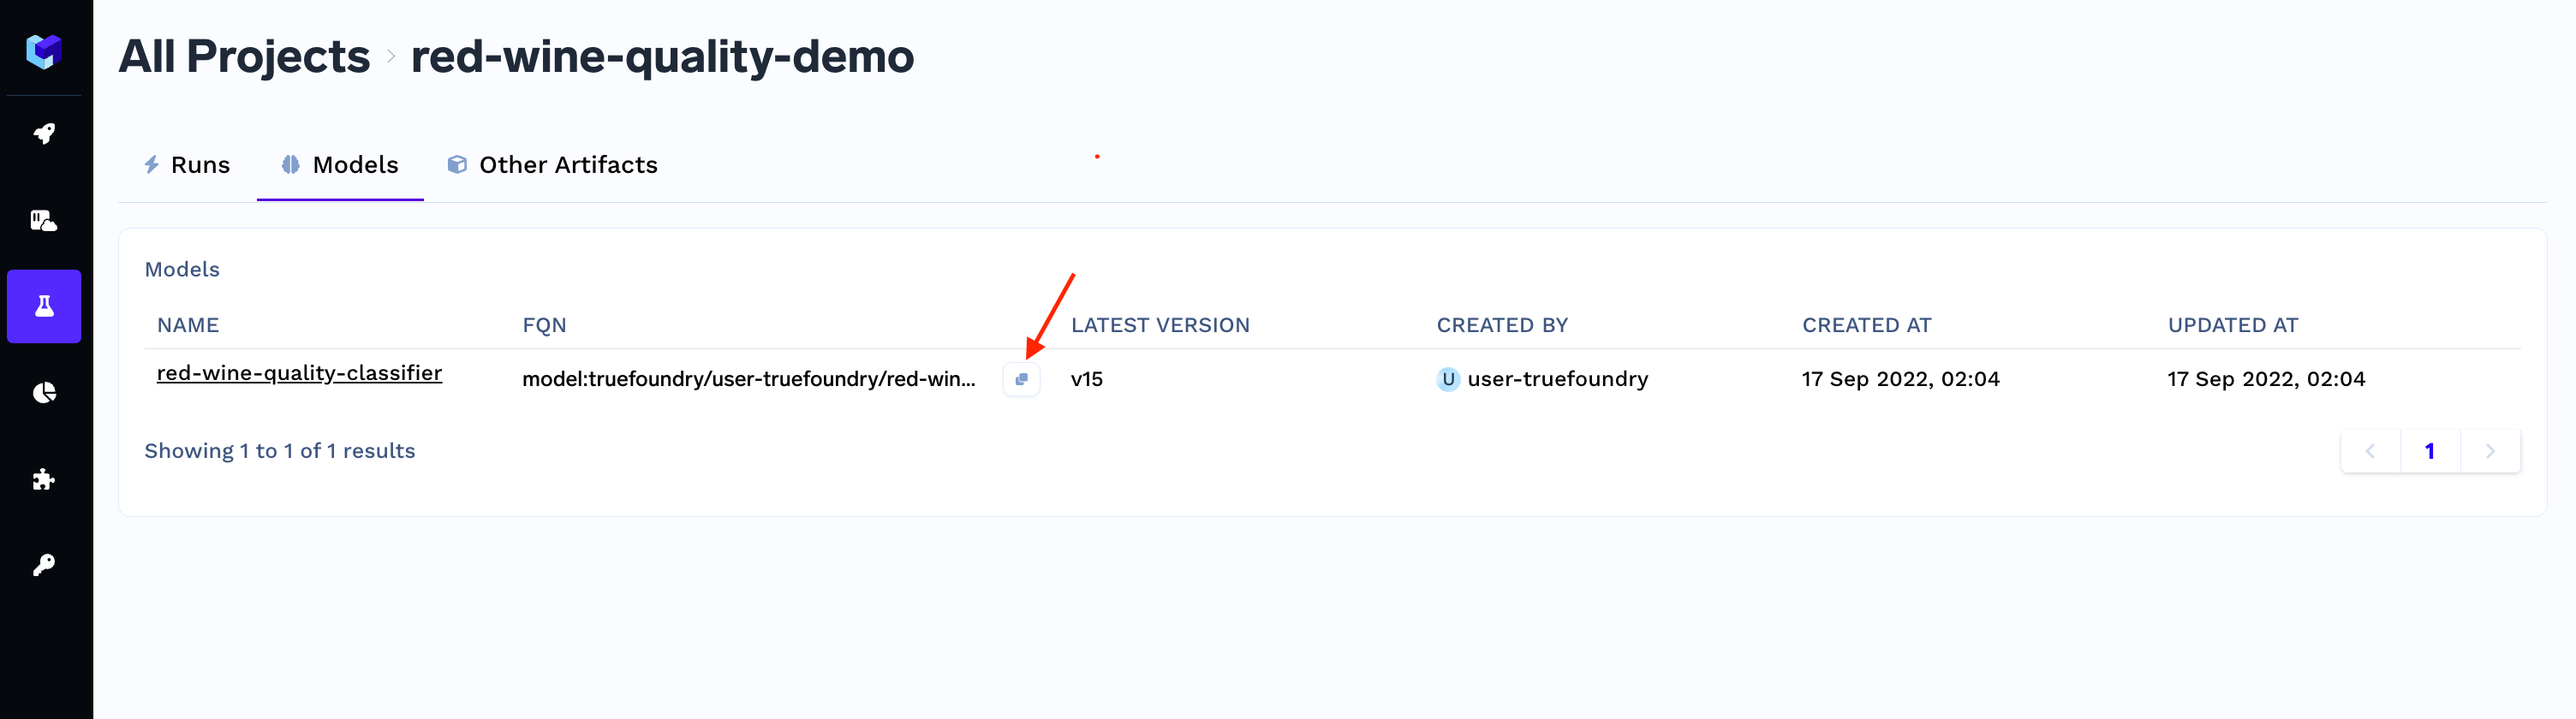 All Projects > red-wine-quality-demo
Runs Models Other Artifacts
Models
NAME FQN LATEST VERSION CREATED BY CREATED AT UPDATED AT
red-wine-quality-classifier model:truefoundry/user-truefoundry/red-win... v15 U user-truefoundry 17 Sep 2022, 02:04 17 Sep 2022, 02:04
Showing 1 to 1 of 1 results < 1 >